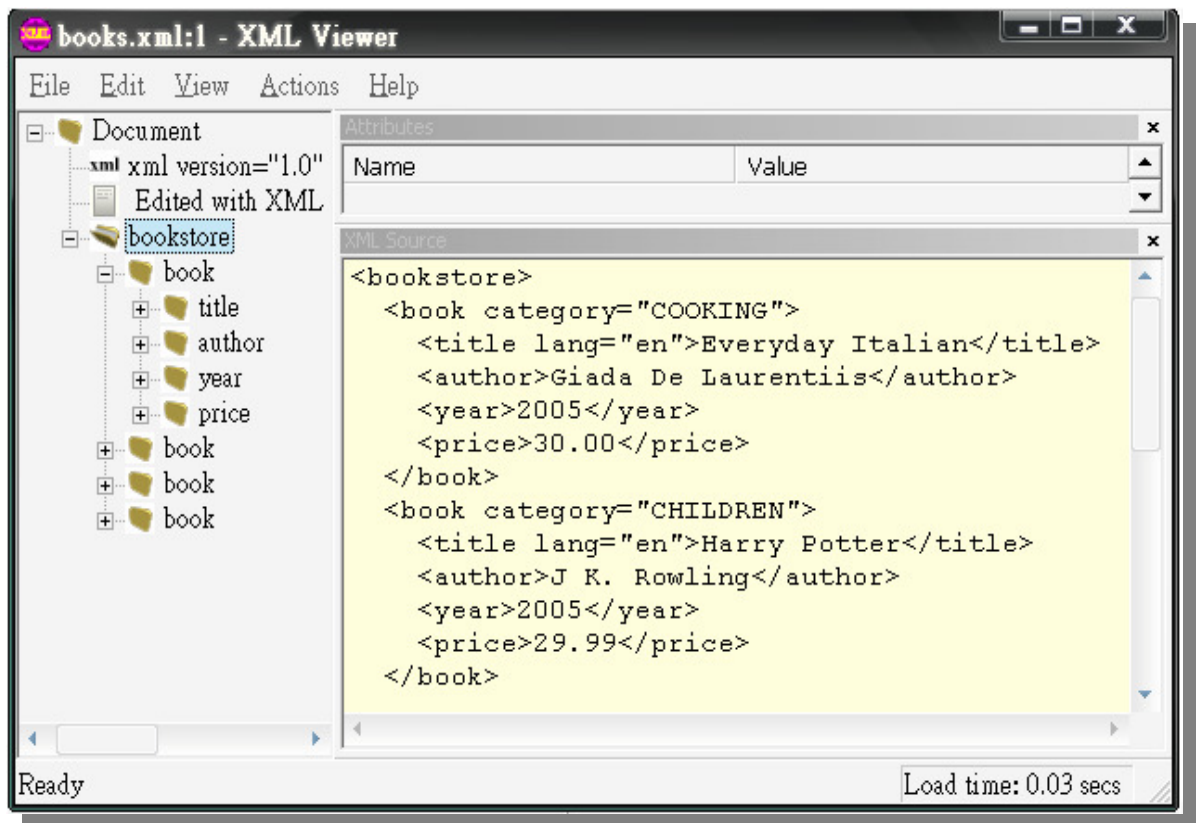 books.xml:1 - XML Viewer
File Edit View Actions Help
Document
xml xml version="1.0"
Edited with XML
bookstore
book
title
author
year
price
book
book
book
Attributes
Name Value
XML Source
<bookstore>
<book category="COOKING">
<title lang="en">Everyday Italian</title>
<author>Giada De Laurentiis</author>
<year>2005</year>
<price>30.00</price>
</book>
<book category="CHILDREN">
<title lang="en">Harry Potter</title>
<author>J K. Rowling</author>
<year>2005</year>
<price>29.99</price>
</book>
Ready
Load time: 0.03 secs